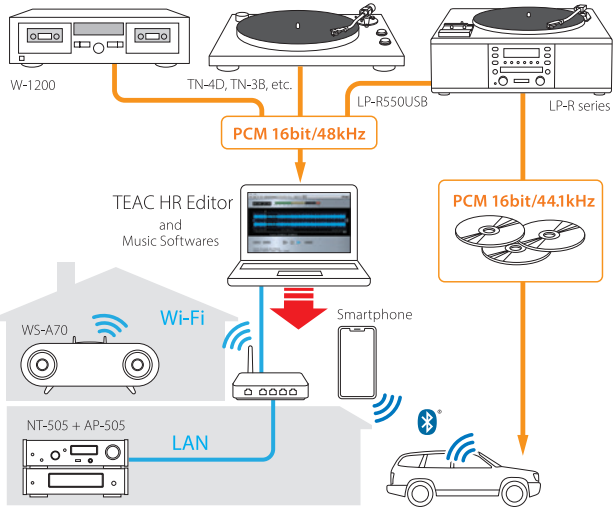 W-1200
TN-4D, TN-3B, etc.
LP-R550USB
LP-R series
PCM 16bit/48kHz
PCM 16bit/44.1kHz
TEAC HR Editor
and
Music Softwares
Wi-Fi
Smartphone
WS-A70
NT-505 + AP-505
LAN
®